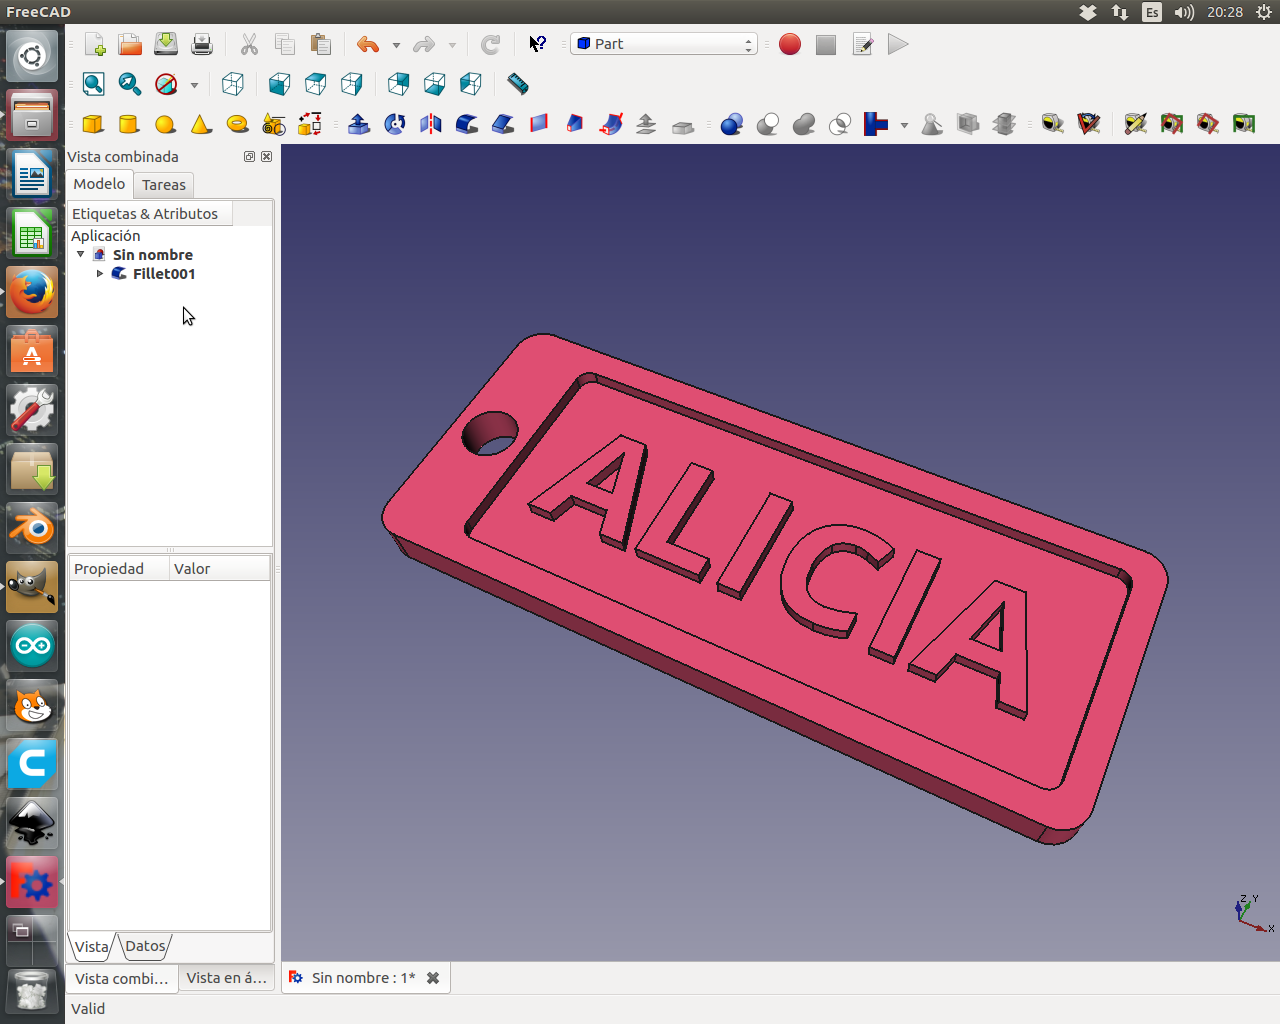 FreeCAD
Es
20:28
Part
Vista combinada
Modelo
Tareas
Etiquetas & Atributos
Aplicación
Sin nombre
Fillet001
Propiedad
Valor
ALICIA
Z
Y
X
Vista
Datos
Vista combi...
Vista en á...
Sin nombre : 1*
Valid